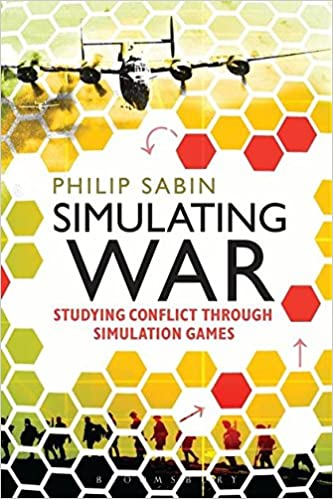 PHILIP SABIN
SIMULATING
WAR
STUDYING CONFLICT THROUGH
SIMULATION GAMES
BLOOMSBURY